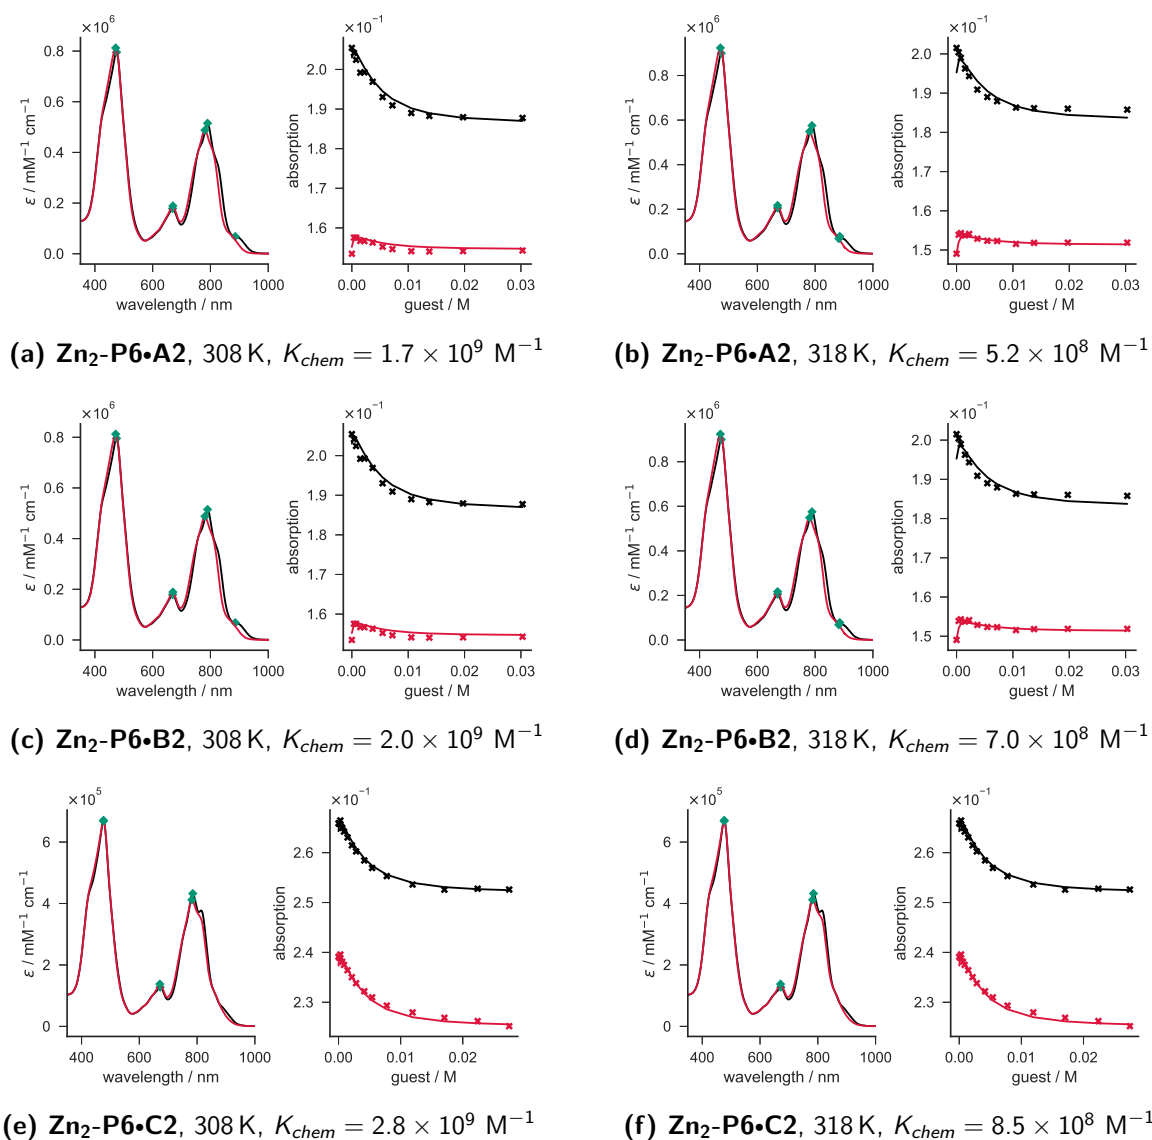 ×10⁶
0.8
0.6
0.4
0.2
0.0
ε / mM⁻¹ cm⁻¹
400 600 800 1000
wavelength / nm
×10⁻¹
2.0
1.9
1.8
1.7
1.6
absorption
0.00 0.01 0.02 0.03
guest / M
×10⁶
0.8
0.6
0.4
0.2
0.0
ε / mM⁻¹ cm⁻¹
400 600 800 1000
wavelength / nm
×10⁻¹
2.0
1.9
1.8
1.7
1.6
1.5
absorption
0.00 0.01 0.02 0.03
guest / M
(a) Zn₂-P6•A2, 308 K, K_chem = 1.7 × 10⁹ M⁻¹
(b) Zn₂-P6•A2, 318 K, K_chem = 5.2 × 10⁸ M⁻¹
×10⁶
0.8
0.6
0.4
0.2
0.0
ε / mM⁻¹ cm⁻¹
400 600 800 1000
wavelength / nm
×10⁻¹
2.0
1.9
1.8
1.7
1.6
absorption
0.00 0.01 0.02 0.03
guest / M
×10⁶
0.8
0.6
0.4
0.2
0.0
ε / mM⁻¹ cm⁻¹
400 600 800 1000
wavelength / nm
×10⁻¹
2.0
1.9
1.8
1.7
1.6
1.5
absorption
0.00 0.01 0.02 0.03
guest / M
(c) Zn₂-P6•B2, 308 K, K_chem = 2.0 × 10⁹ M⁻¹
(d) Zn₂-P6•B2, 318 K, K_chem = 7.0 × 10⁸ M⁻¹
×10⁵
6
4
2
0
ε / mM⁻¹ cm⁻¹
400 600 800 1000
wavelength / nm
×10⁻¹
2.6
2.5
2.4
2.3
absorption
0.00 0.01 0.02
guest / M
×10⁵
6
4
2
0
ε / mM⁻¹ cm⁻¹
400 600 800 1000
wavelength / nm
×10⁻¹
2.6
2.5
2.4
2.3
absorption
0.00 0.01 0.02
guest / M
(e) Zn₂-P6•C2, 308 K, K_chem = 2.8 × 10⁹ M⁻¹
(f) Zn₂-P6•C2, 318 K, K_chem = 8.5 × 10⁸ M⁻¹